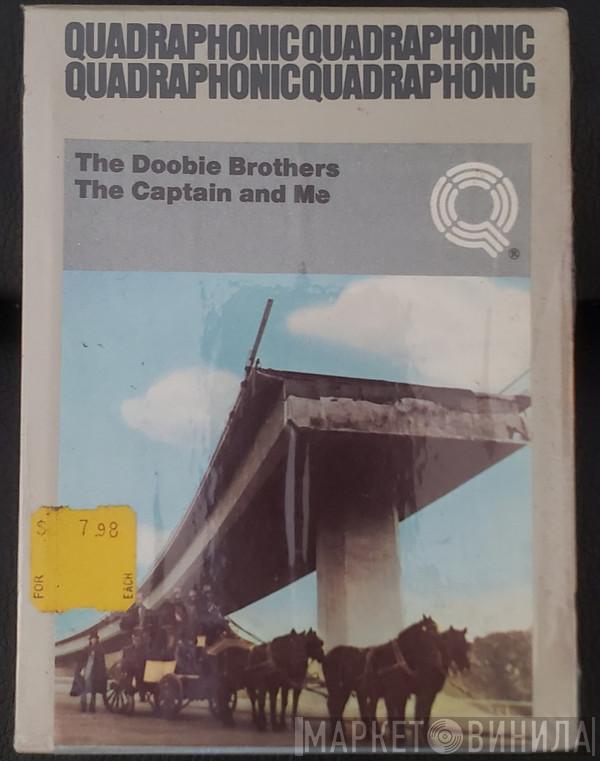 QUADRAPHONIC QUADRAPHONIC
QUADRAPHONIC QUADRAPHONIC
The Doobie Brothers
The Captain and Me
®
7.98
FOR
EACH
МАРКЕТ ВИНИЛА